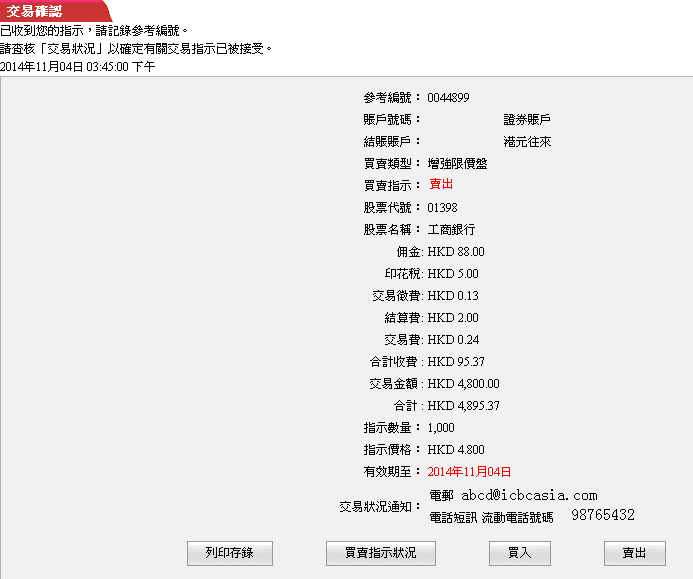 交易確認
已收到您的指示，請記錄參考編號。
請查核「交易狀況」以確定有關交易指示已被接受。
2014年11月04日 03:45:00 下午
參考編號： 0044899
賬戶號碼： 證券賬戶
結賬賬戶： 港元往來
買賣類型： 增強限價盤
買賣指示： 賣出
股票代號： 01398
股票名稱： 工商銀行
佣金: HKD 88.00
印花稅: HKD 5.00
交易徵費: HKD 0.13
結算費: HKD 2.00
交易費: HKD 0.24
合計收費 : HKD 95.37
交易金額 : HKD 4,800.00
合計 : HKD 4,895.37
指示數量： 1,000
指示價格： HKD 4.800
有效期至： 2014年11月04日
交易狀況通知： 電郵 abcd@icbcasia.com
電話短訊 流動電話號碼 98765432
列印存錄 買賣指示狀況 買入 賣出